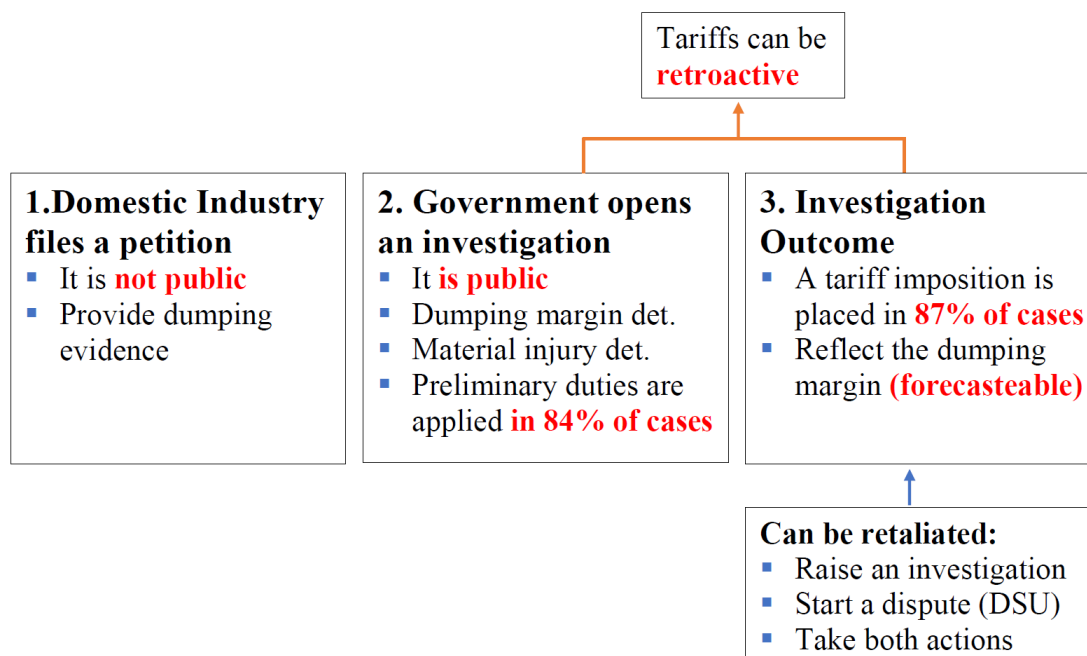 Tariffs can be
retroactive
1.Domestic Industry
files a petition
▪ It is not public
▪ Provide dumping
evidence
2. Government opens
an investigation
▪ It is public
▪ Dumping margin det.
▪ Material injury det.
▪ Preliminary duties are
applied in 84% of cases
3. Investigation
Outcome
▪ A tariff imposition is
placed in 87% of cases
▪ Reflect the dumping
margin (forecasteable)
Can be retaliated:
▪ Raise an investigation
▪ Start a dispute (DSU)
▪ Take both actions